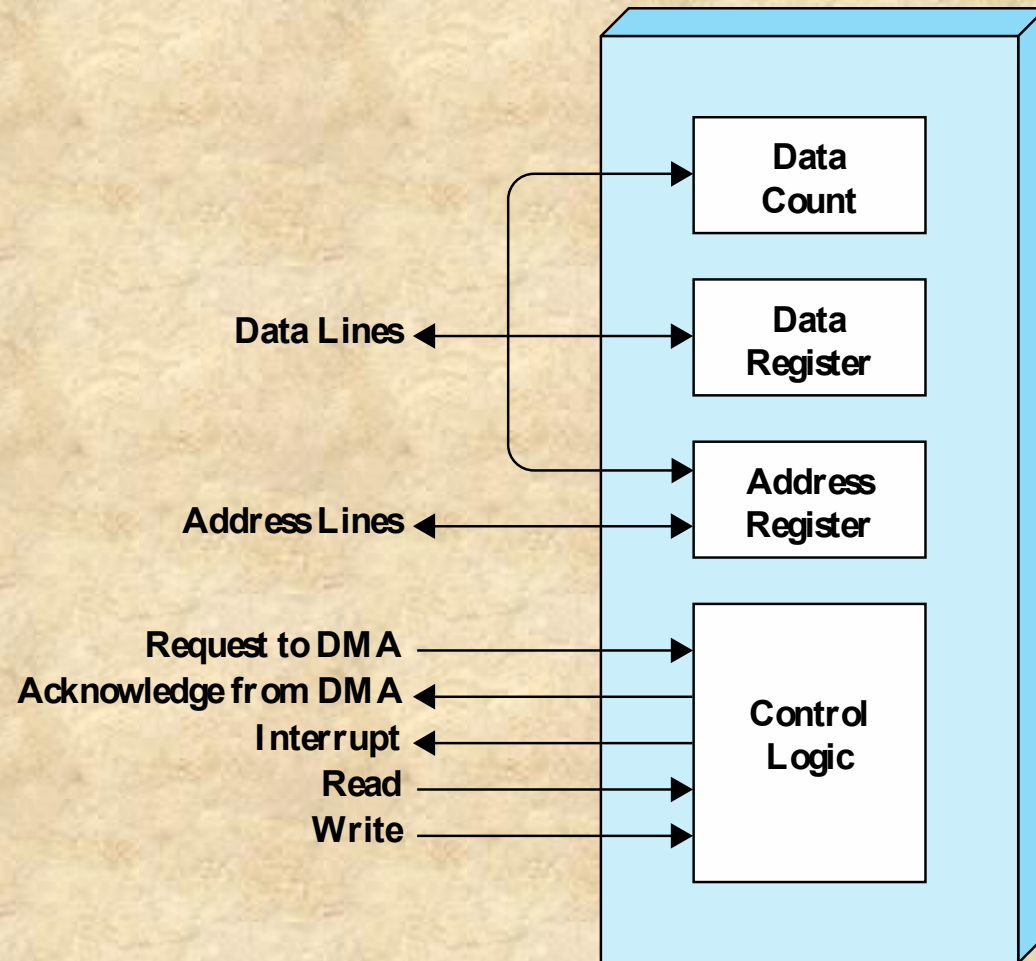 Data
Count
Data Lines
Data
Register
Address
Register
Address Lines
Request to DMA
Acknowledge from DMA
Interrupt
Read
Write
Control
Logic